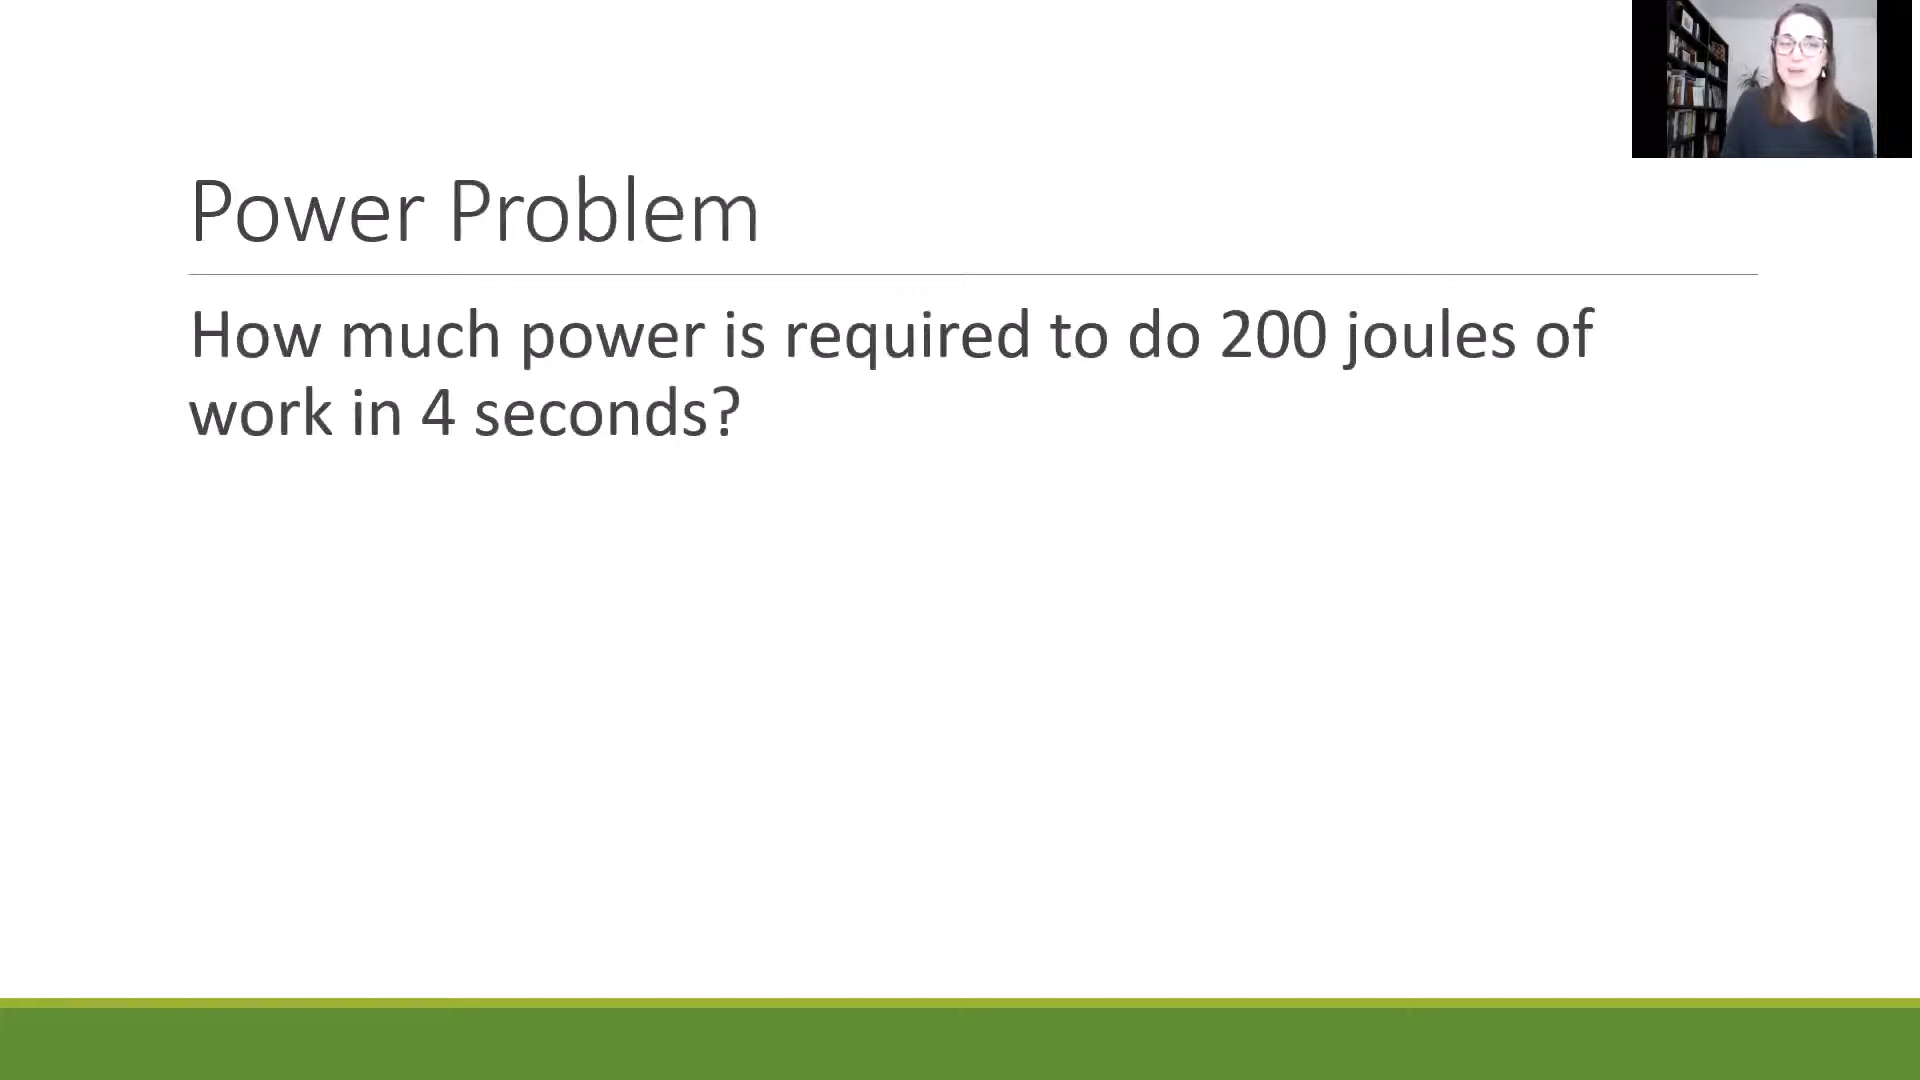 Power Problem
How much power is required to do 200 joules of
work in 4 seconds?